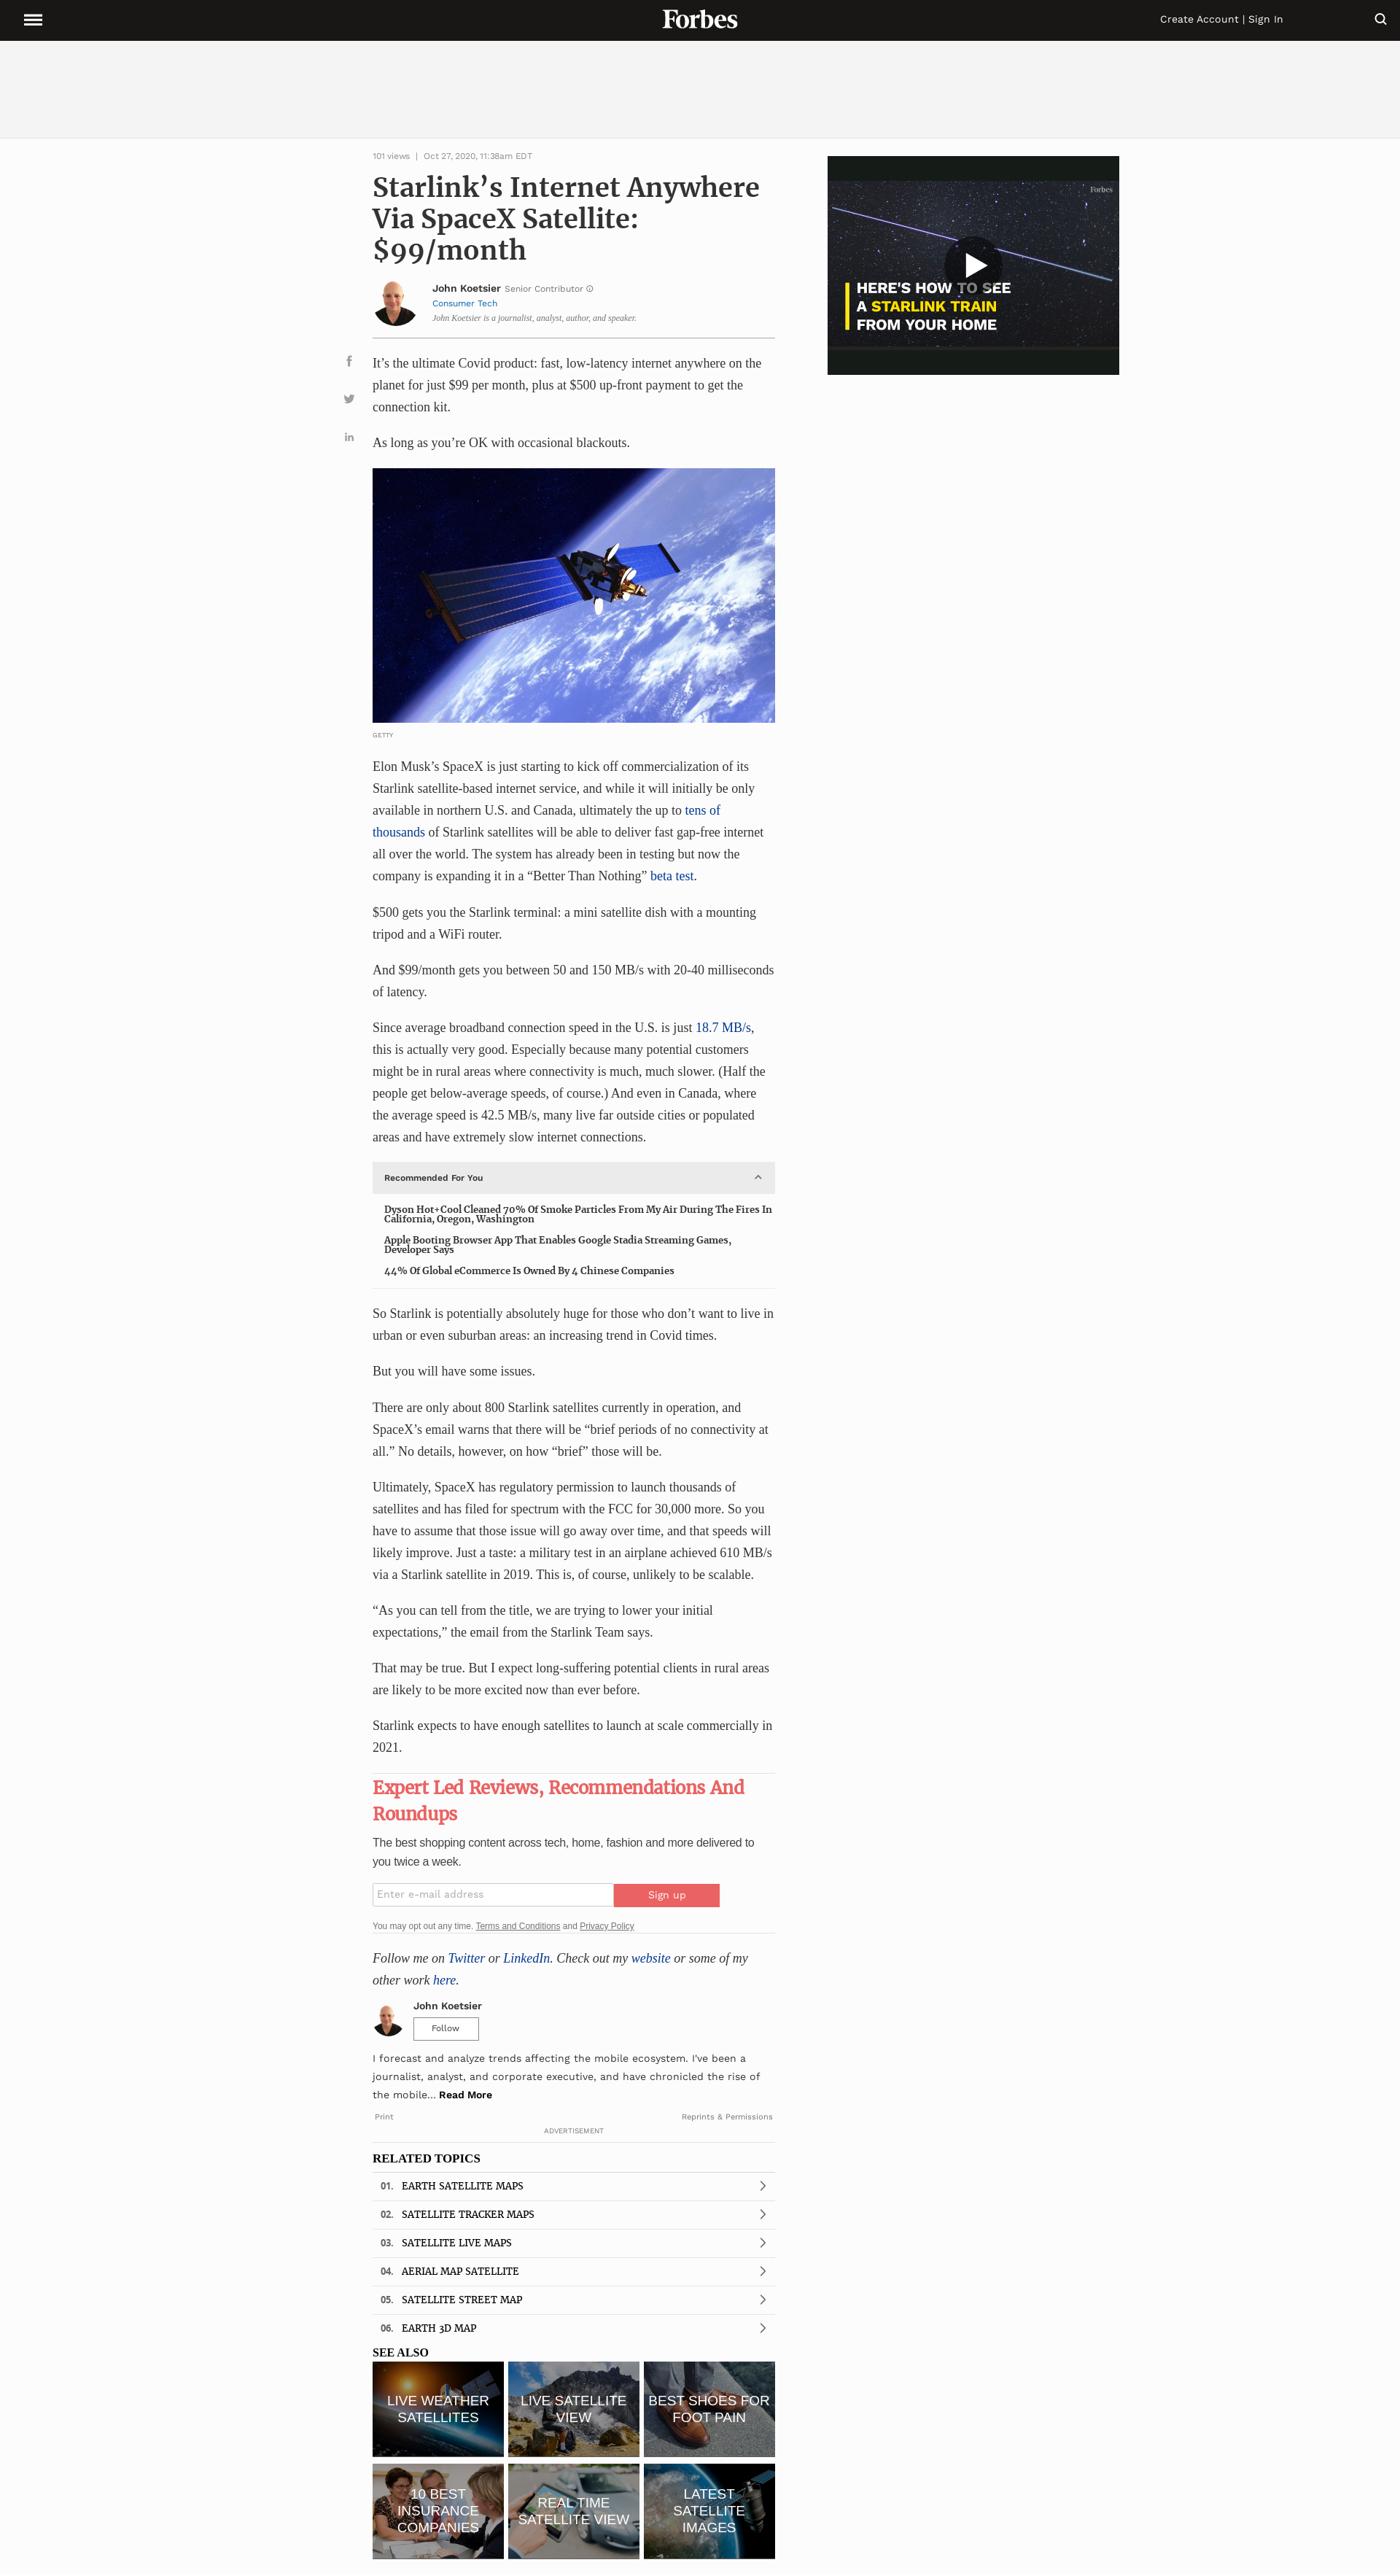 Forbes
Create Account | Sign In
101 views | Oct 27, 2020, 11:38am EDT
Starlink’s Internet Anywhere
Via SpaceX Satellite:
$99/month
John Koetsier Senior Contributor
Consumer Tech
John Koetsier is a journalist, analyst, author, and speaker.
Forbes
HERE'S HOW TO SEE
A STARLINK TRAIN
FROM YOUR HOME
It’s the ultimate Covid product: fast, low-latency internet anywhere on the
planet for just $99 per month, plus at $500 up-front payment to get the
connection kit.
As long as you’re OK with occasional blackouts.
GETTY
Elon Musk’s SpaceX is just starting to kick off commercialization of its
Starlink satellite-based internet service, and while it will initially be only
available in northern U.S. and Canada, ultimately the up to tens of
thousands of Starlink satellites will be able to deliver fast gap-free internet
all over the world. The system has already been in testing but now the
company is expanding it in a “Better Than Nothing” beta test.
$500 gets you the Starlink terminal: a mini satellite dish with a mounting
tripod and a WiFi router.
And $99/month gets you between 50 and 150 MB/s with 20-40 milliseconds
of latency.
Since average broadband connection speed in the U.S. is just 18.7 MB/s,
this is actually very good. Especially because many potential customers
might be in rural areas where connectivity is much, much slower. (Half the
people get below-average speeds, of course.) And even in Canada, where
the average speed is 42.5 MB/s, many live far outside cities or populated
areas and have extremely slow internet connections.
Recommended For You
Dyson Hot+Cool Cleaned 70% Of Smoke Particles From My Air During The Fires In
California, Oregon, Washington
Apple Booting Browser App That Enables Google Stadia Streaming Games,
Developer Says
44% Of Global eCommerce Is Owned By 4 Chinese Companies
So Starlink is potentially absolutely huge for those who don’t want to live in
urban or even suburban areas: an increasing trend in Covid times.
But you will have some issues.
There are only about 800 Starlink satellites currently in operation, and
SpaceX’s email warns that there will be “brief periods of no connectivity at
all.” No details, however, on how “brief” those will be.
Ultimately, SpaceX has regulatory permission to launch thousands of
satellites and has filed for spectrum with the FCC for 30,000 more. So you
have to assume that those issue will go away over time, and that speeds will
likely improve. Just a taste: a military test in an airplane achieved 610 MB/s
via a Starlink satellite in 2019. This is, of course, unlikely to be scalable.
“As you can tell from the title, we are trying to lower your initial
expectations,” the email from the Starlink Team says.
That may be true. But I expect long-suffering potential clients in rural areas
are likely to be more excited now than ever before.
Starlink expects to have enough satellites to launch at scale commercially in
2021.
Expert Led Reviews, Recommendations And
Roundups
The best shopping content across tech, home, fashion and more delivered to
you twice a week.
Enter e-mail address
Sign up
You may opt out any time. Terms and Conditions and Privacy Policy
Follow me on Twitter or LinkedIn. Check out my website or some of my
other work here.
John Koetsier
Follow
I forecast and analyze trends affecting the mobile ecosystem. I've been a
journalist, analyst, and corporate executive, and have chronicled the rise of
the mobile... Read More
Print
Reprints & Permissions
ADVERTISEMENT
RELATED TOPICS
01. EARTH SATELLITE MAPS
02. SATELLITE TRACKER MAPS
03. SATELLITE LIVE MAPS
04. AERIAL MAP SATELLITE
05. SATELLITE STREET MAP
06. EARTH 3D MAP
SEE ALSO
LIVE WEATHER
SATELLITES
LIVE SATELLITE
VIEW
BEST SHOES FOR
FOOT PAIN
10 BEST
INSURANCE
COMPANIES
REAL TIME
SATELLITE VIEW
LATEST
SATELLITE
IMAGES